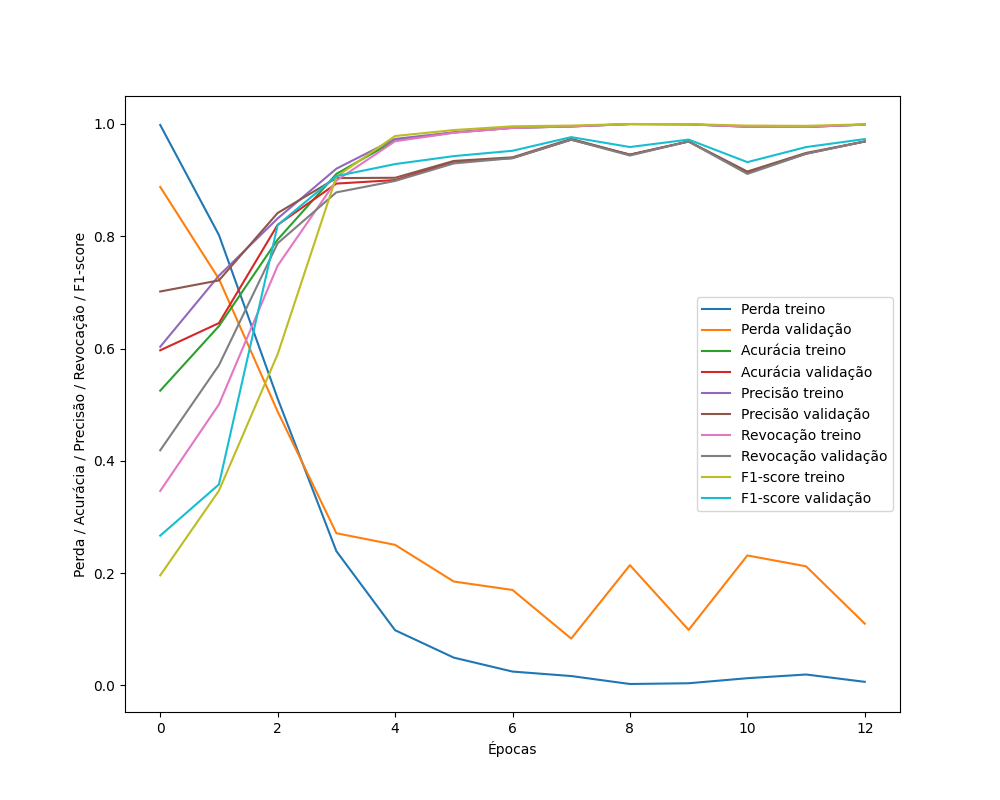 1.0
0.8
0.6
0.4
0.2
0.0
Perda / Acurácia / Precisão / Revocação / F1-score
Perda treino
Perda validação
Acurácia treino
Acurácia validação
Precisão treino
Precisão validação
Revocação treino
Revocação validação
F1-score treino
F1-score validação
0 2 4 6 8 10 12
Épocas